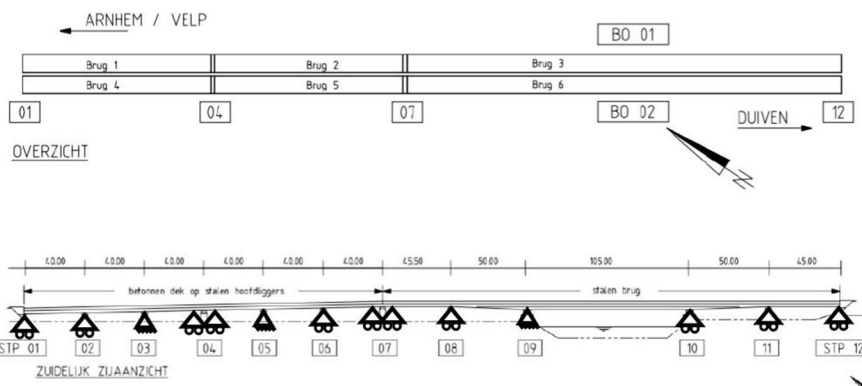 ARNHEM / VELP
BO 01
Brug 1 Brug 2 Brug 3
Brug 4 Brug 5 Brug 6
01 04 07 BO 02 DUIVEN 12
OVERZICHT
N
40.00 40.00 40.00 40.00 40.00 40.00 45.50 50.00 105.00 50.00 45.00
betonnen dek op stalen hoofdliggers stalen brug
STP 01 02 03 04 05 06 07 08 09 10 11 STP 12
ZUIDELIJK ZIJAANZICHT